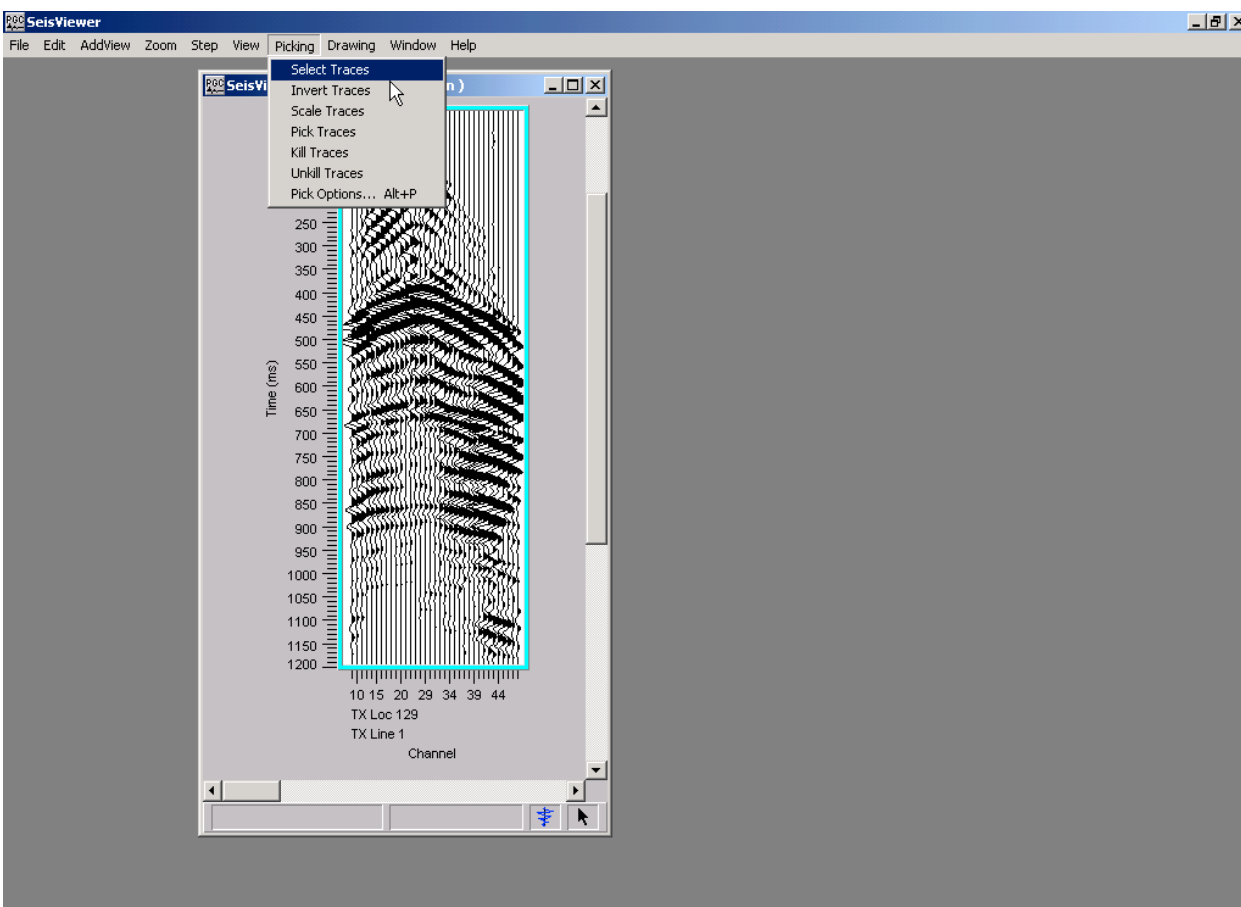 PGC SeisViewer
File Edit AddView Zoom Step View Picking Drawing Window Help
PGC SeisVi n )
Select Traces
Invert Traces
Scale Traces
Pick Traces
Kill Traces
Unkill Traces
Pick Options... Alt+P
250
300
350
400
450
500
550
600
650
700
750
800
850
900
950
1000
1050
1100
1150
1200
Time (ms)
10 15 20 29 34 39 44
TX Loc 129
TX Line 1
Channel